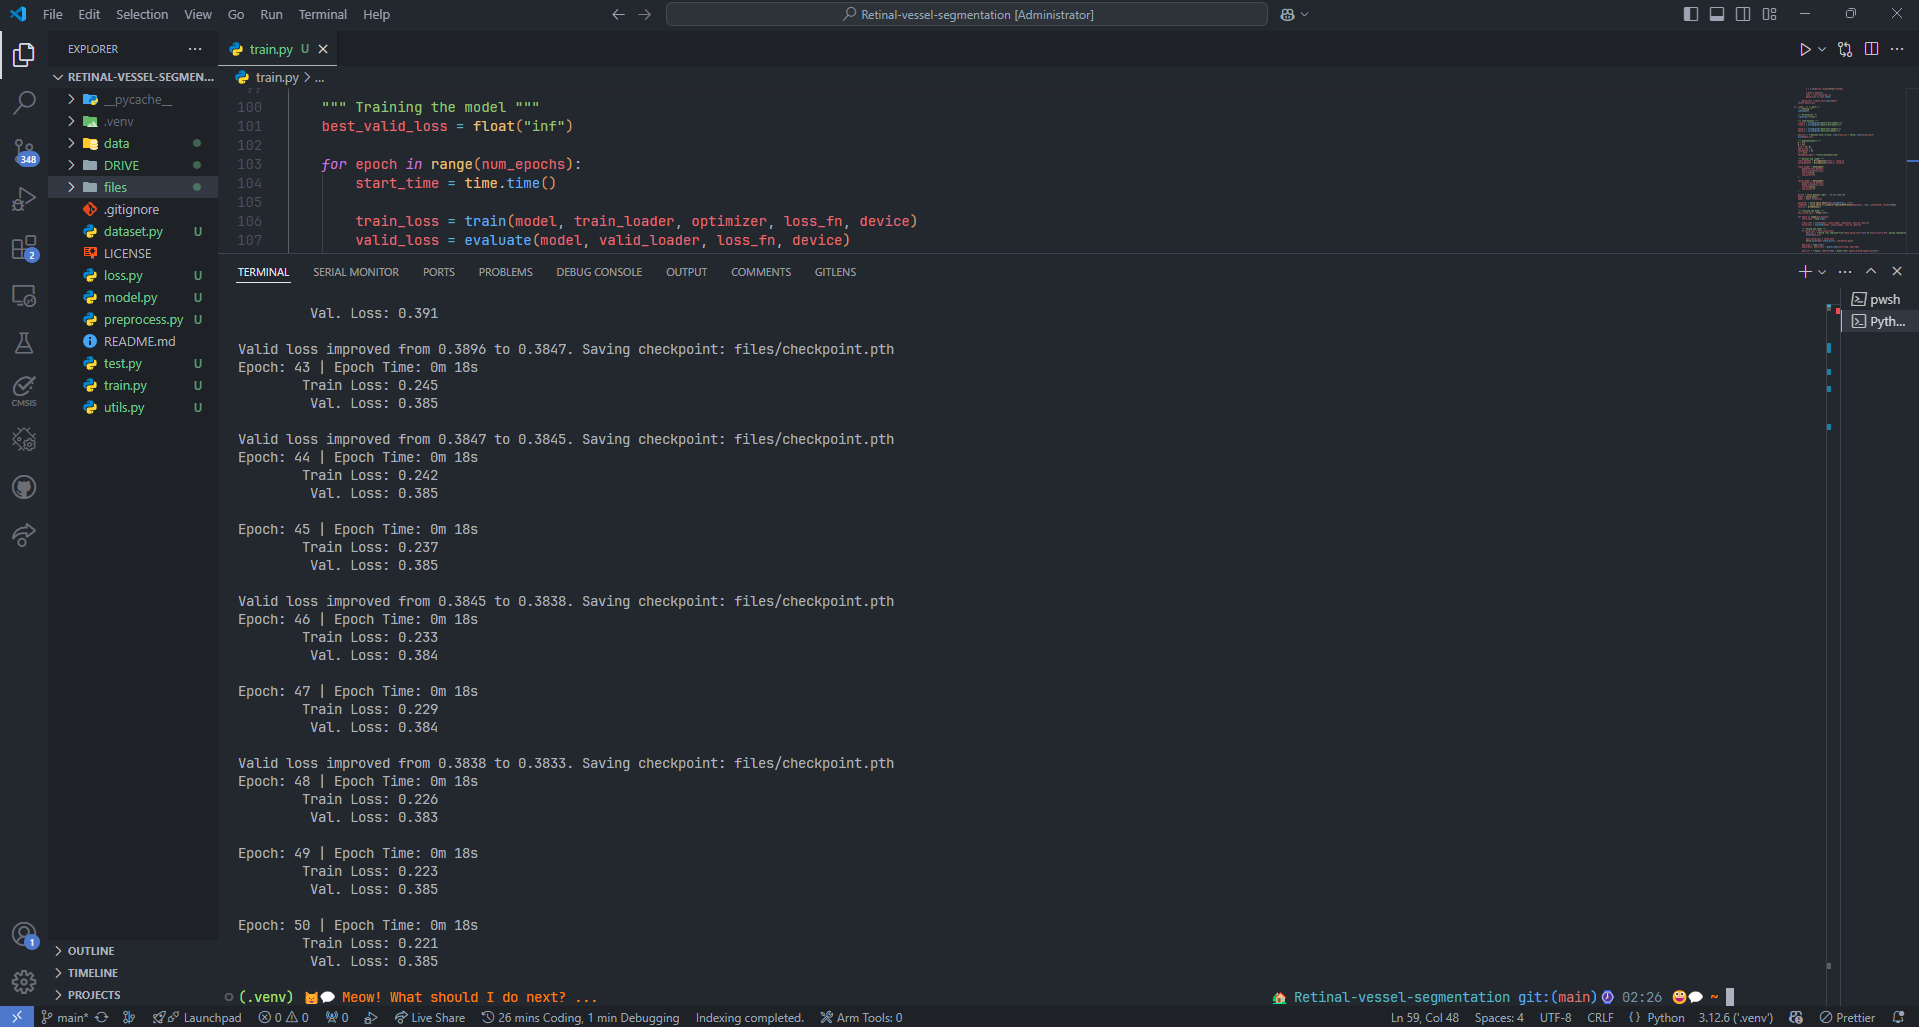 File Edit Selection View Go Run Terminal Help
Retinal-vessel-segmentation [Administrator]
EXPLORER
train.py U
RETINAL-VESSEL-SEGMEN...
train.py > ...
__pycache__
.venv
data
DRIVE
files
.gitignore
dataset.py U
LICENSE
loss.py U
model.py U
preprocess.py U
README.md
test.py U
train.py U
utils.py U
348
2
CMSIS
1
OUTLINE
TIMELINE
PROJECTS
99
100 """ Training the model """
101 best_valid_loss = float("inf")
102
103 for epoch in range(num_epochs):
104 start_time = time.time()
105
106 train_loss = train(model, train_loader, optimizer, loss_fn, device)
107 valid_loss = evaluate(model, valid_loader, loss_fn, device)
TERMINAL SERIAL MONITOR PORTS PROBLEMS DEBUG CONSOLE OUTPUT COMMENTS GITLENS
pwsh
Pyth...
Val. Loss: 0.391
Valid loss improved from 0.3896 to 0.3847. Saving checkpoint: files/checkpoint.pth
Epoch: 43 | Epoch Time: 0m 18s
Train Loss: 0.245
Val. Loss: 0.385
Valid loss improved from 0.3847 to 0.3845. Saving checkpoint: files/checkpoint.pth
Epoch: 44 | Epoch Time: 0m 18s
Train Loss: 0.242
Val. Loss: 0.385
Epoch: 45 | Epoch Time: 0m 18s
Train Loss: 0.237
Val. Loss: 0.385
Valid loss improved from 0.3845 to 0.3838. Saving checkpoint: files/checkpoint.pth
Epoch: 46 | Epoch Time: 0m 18s
Train Loss: 0.233
Val. Loss: 0.384
Epoch: 47 | Epoch Time: 0m 18s
Train Loss: 0.229
Val. Loss: 0.384
Valid loss improved from 0.3838 to 0.3833. Saving checkpoint: files/checkpoint.pth
Epoch: 48 | Epoch Time: 0m 18s
Train Loss: 0.226
Val. Loss: 0.383
Epoch: 49 | Epoch Time: 0m 18s
Train Loss: 0.223
Val. Loss: 0.385
Epoch: 50 | Epoch Time: 0m 18s
Train Loss: 0.221
Val. Loss: 0.385
(.venv) 😺💬 Meow! What should I do next? ... Retinal-vessel-segmentation git:(main) 02:26 ~
main* Launchpad 0 0 0 Live Share 26 mins Coding, 1 min Debugging Indexing completed. Arm Tools: 0 Ln 59, Col 48 Spaces: 4 UTF-8 CRLF {} Python 3.12.6 ('.venv') Prettier